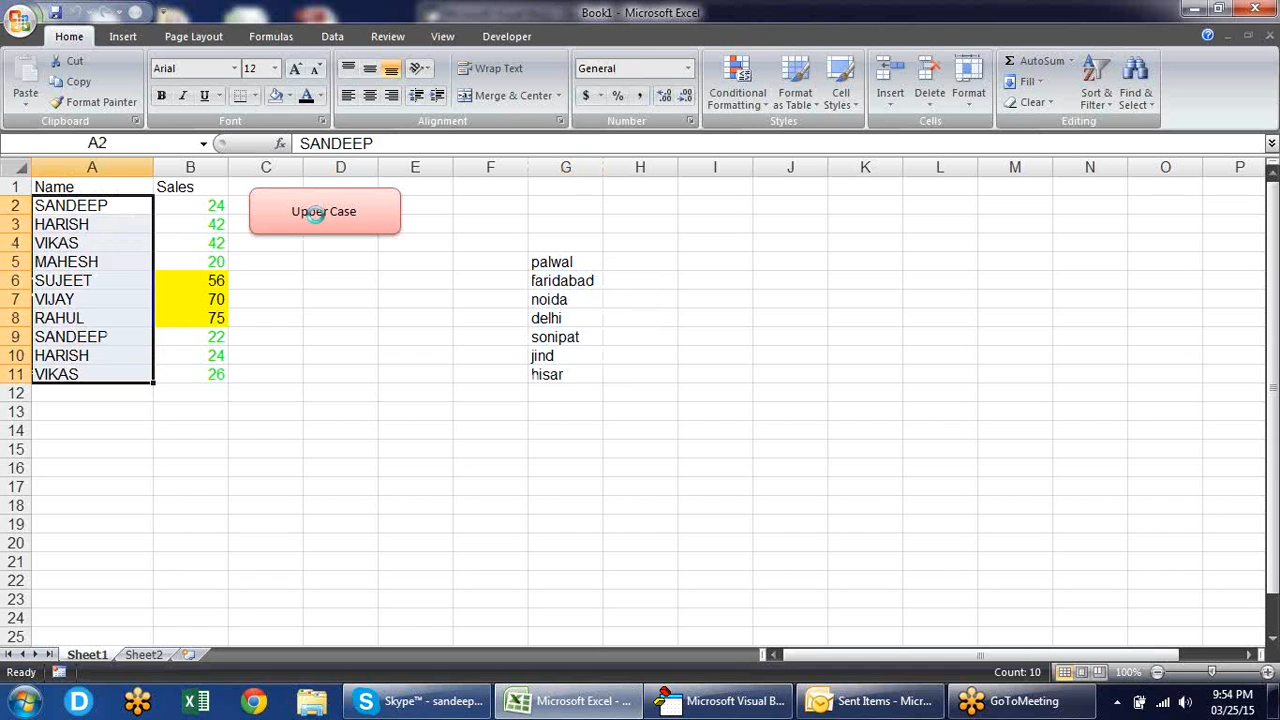 Book1 - Microsoft Excel
Home Insert Page Layout Formulas Data Review View Developer
Cut
Copy
Format Painter
Paste
Clipboard
Arial 12
B I U
Font
Wrap Text
Merge & Center
Alignment
General
$ % ,
Number
Conditional Formatting
Format as Table
Cell Styles
Styles
Insert Delete Format
Cells
AutoSum
Fill
Clear
Sort & Filter
Find & Select
Editing
A2 fx SANDEEP
A B C D E F G H I J K L M N O P
1 Name Sales
2 SANDEEP 24
Upper Case
3 HARISH 42
4 VIKAS 42
5 MAHESH 20 palwal
6 SUJEET 56 faridabad
7 VIJAY 70 noida
8 RAHUL 75 delhi
9 SANDEEP 22 sonipat
10 HARISH 24 jind
11 VIKAS 26 hisar
12
13
14
15
16
17
18
19
20
21
22
23
24
25
Sheet1 Sheet2
Ready Count: 10 100%
Skype™ - sandeep... Microsoft Excel - ... Microsoft Visual B... Sent Items - Micr... GoToMeeting
9:54 PM
03/25/15